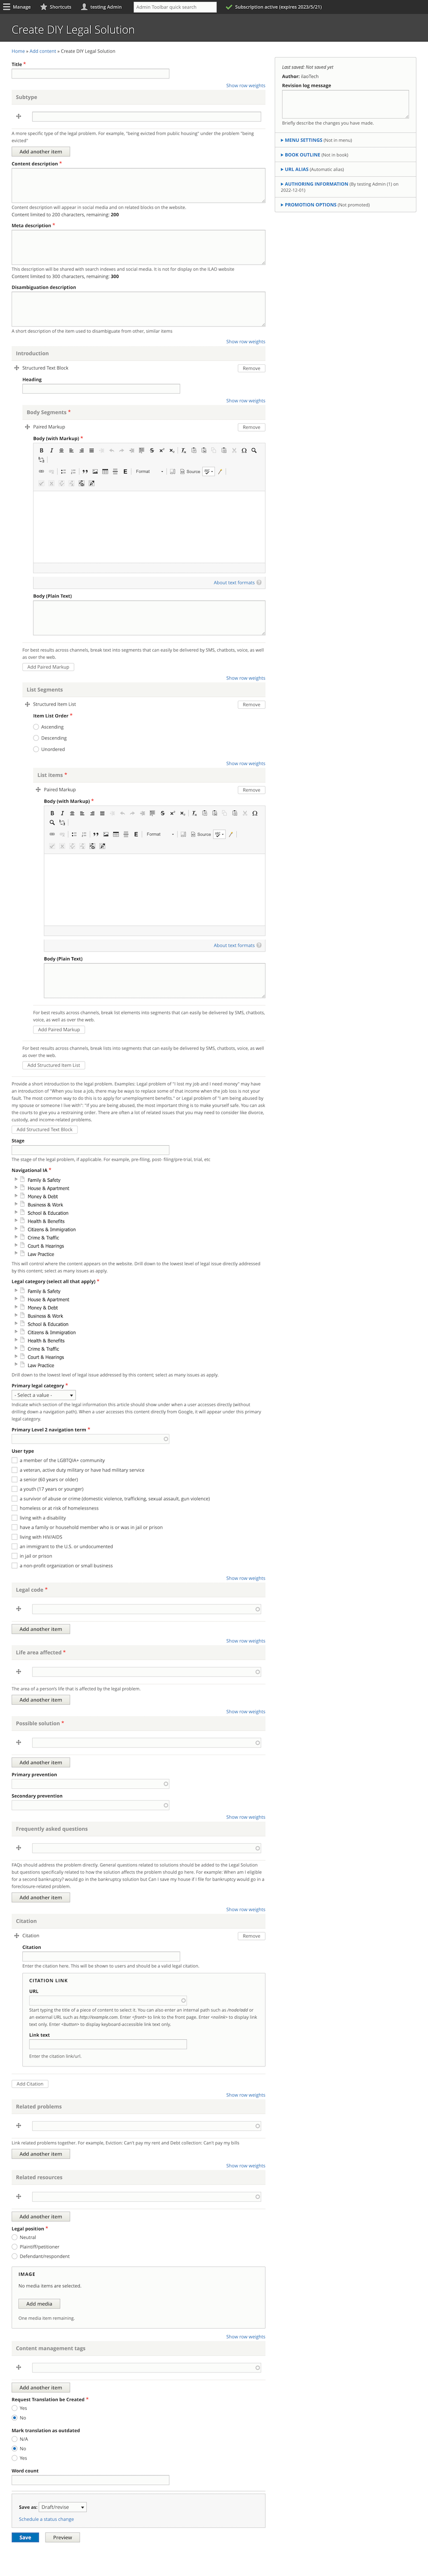 Manage Shortcuts testing Admin Admin Toolbar quick search Subscription active (expires 2023/5/21)
Create DIY Legal Solution
Home » Add content » Create DIY Legal Solution
Title *
Show row weights
Subtype
A more specific type of the legal problem. For example, "being evicted from public housing" under the problem "being
evicted"
Add another item
Content description *
Content description will appear in social media and on related blocks on the website.
Content limited to 200 characters, remaining: 200
Meta description *
This description will be shared with search indexes and social media. It is not for display on the ILAO website
Content limited to 300 characters, remaining: 300
Disambiguation description
A short description of the item used to disambiguate from other, similar items
Show row weights
Introduction
Structured Text Block Remove
Heading
Show row weights
Body Segments *
Paired Markup Remove
Body (with Markup) *
Format Source
About text formats
Body (Plain Text)
For best results across channels, break text into segments that can easily be delivered by SMS, chatbots, voice, as well
as over the web.
Add Paired Markup
Show row weights
List Segments
Structured Item List Remove
Item List Order *
Ascending
Descending
Unordered
Show row weights
List items *
Paired Markup Remove
Body (with Markup) *
Format Source
About text formats
Body (Plain Text)
For best results across channels, break list elements into segments that can easily be delivered by SMS, chatbots,
voice, as well as over the web.
Add Paired Markup
For best results across channels, break lists into segments that can easily be delivered by SMS, chatbots, voice, as well
as over the web.
Add Structured Item List
Provide a short introduction to the legal problem. Examples: Legal problem of "I lost my job and I need money" may have
an introduction of "When you lose a job, there may be ways to replace some of that income when the job loss is not your
fault. The most common way to do this is to apply for unemployment benefits." or Legal problem of "I am being abused by
my spouse or someone I live with": "If you are being abused, the most important thing is to make yourself safe. You can ask
the courts to give you a restraining order. There are often a lot of related issues that you may need to consider like divorce,
custody, and income-related problems.
Add Structured Text Block
Stage
The stage of the legal problem, if applicable. For example, pre-filing, post- filing/pre-trial, trial, etc
Navigational IA *
Family & Safety
House & Apartment
Money & Debt
Business & Work
School & Education
Health & Benefits
Citizens & Immigration
Crime & Traffic
Court & Hearings
Law Practice
This will control where the content appears on the website. Drill down to the lowest level of legal issue directly addressed
by this content; select as many issues as apply.
Legal category (select all that apply) *
Family & Safety
House & Apartment
Money & Debt
Business & Work
School & Education
Citizens & Immigration
Health & Benefits
Crime & Traffic
Court & Hearings
Law Practice
Drill down to the lowest level of legal issue addressed by this content; select as many issues as apply.
Primary legal category *
- Select a value -
Indicate which section of the legal information this article should show under when a user accesses directly (without
drilling down a navigation path). When a user accesses this content directly from Google, it will appear under this primary
legal category.
Primary Level 2 navigation term *
User type
a member of the LGBTQIA+ community
a veteran, active duty military or have had military service
a senior (60 years or older)
a youth (17 years or younger)
a survivor of abuse or crime (domestic violence, trafficking, sexual assault, gun violence)
homeless or at risk of homelessness
living with a disability
have a family or household member who is or was in jail or prison
living with HIV/AIDS
an immigrant to the U.S. or undocumented
in jail or prison
a non-profit organization or small business
Show row weights
Legal code *
Add another item
Show row weights
Life area affected *
The area of a person's life that is affected by the legal problem.
Add another item
Show row weights
Possible solution *
Add another item
Primary prevention
Secondary prevention
Show row weights
Frequently asked questions
FAQs should address the problem directly. General questions related to solutions should be added to the Legal Solution
but questions specifically related to how the solution affects the problem should go here. For example: When am I eligible
for a second bankruptcy? would go in the bankruptcy solution but Can I save my house if I file for bankruptcy would go in a
foreclosure-related problem.
Add another item
Show row weights
Citation
Citation Remove
Citation
Enter the citation here. This will be shown to users and should be a valid legal citation.
CITATION LINK
URL
Start typing the title of a piece of content to select it. You can also enter an internal path such as /node/add or
an external URL such as http://example.com. Enter <front> to link to the front page. Enter <nolink> to display link
text only. Enter <button> to display keyboard-accessible link text only.
Link text
Enter the citation link/url.
Add Citation
Show row weights
Related problems
Link related problems together. For example, Eviction: Can't pay my rent and Debt collection: Can't pay my bills
Add another item
Show row weights
Related resources
Add another item
Legal position *
Neutral
Plaintiff/petitioner
Defendant/respondent
IMAGE
No media items are selected.
Add media
One media item remaining.
Show row weights
Content management tags
Add another item
Request Translation be Created *
Yes
No
Mark translation as outdated
N/A
No
Yes
Word count
Save as: Draft/revise
Schedule a status change
Save Preview
Last saved: Not saved yet
Author: ilaoTech
Revision log message
Briefly describe the changes you have made.
MENU SETTINGS (Not in menu)
BOOK OUTLINE (Not in book)
URL ALIAS (Automatic alias)
AUTHORING INFORMATION (By testing Admin (1) on
2022-12-01)
PROMOTION OPTIONS (Not promoted)